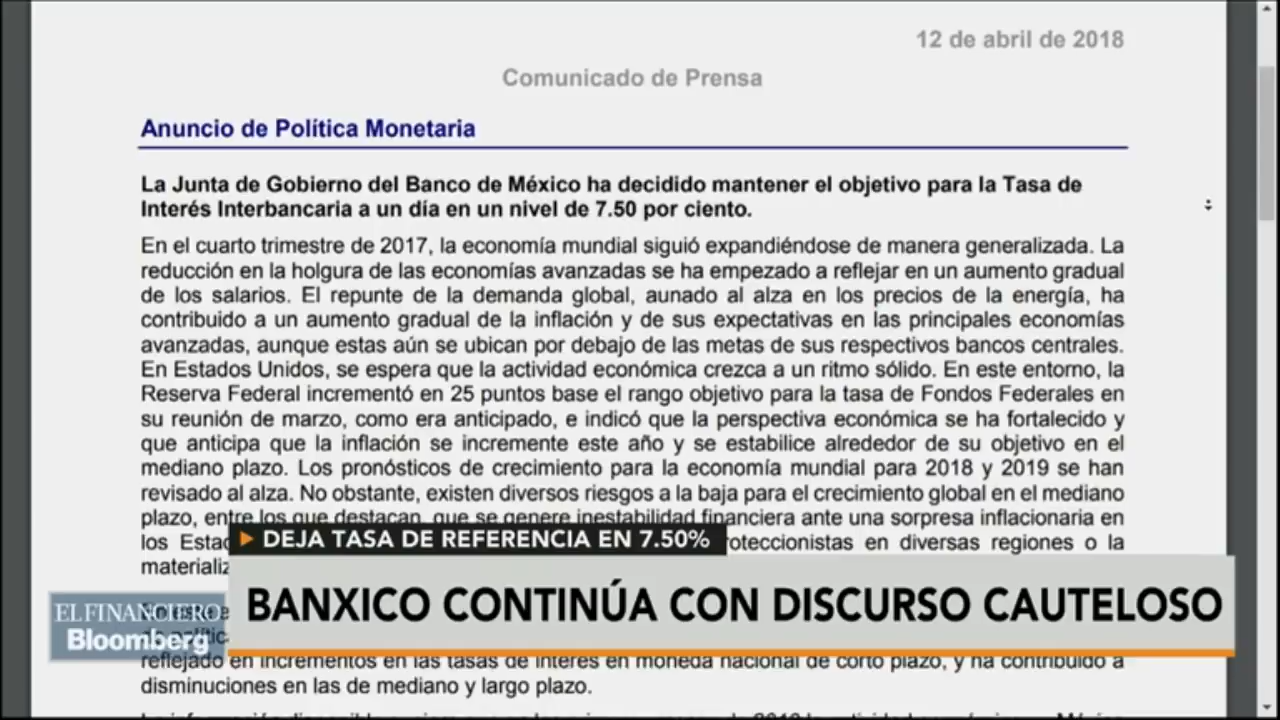 12 de abril de 2018
Comunicado de Prensa
Anuncio de Política Monetaria
La Junta de Gobierno del Banco de México ha decidido mantener el objetivo para la Tasa de
Interés Interbancaria a un día en un nivel de 7.50 por ciento.
En el cuarto trimestre de 2017, la economía mundial siguió expandiéndose de manera generalizada. La
reducción en la holgura de las economías avanzadas se ha empezado a reflejar en un aumento gradual
de los salarios. El repunte de la demanda global, aunado al alza en los precios de la energía, ha
contribuido a un aumento gradual de la inflación y de sus expectativas en las principales economías
avanzadas, aunque estas aún se ubican por debajo de las metas de sus respectivos bancos centrales.
En Estados Unidos, se espera que la actividad económica crezca a un ritmo sólido. En este entorno, la
Reserva Federal incrementó en 25 puntos base el rango objetivo para la tasa de Fondos Federales en
su reunión de marzo, como era anticipado, e indicó que la perspectiva económica se ha fortalecido y
que anticipa que la inflación se incremente este año y se estabilice alrededor de su objetivo en el
mediano plazo. Los pronósticos de crecimiento para la economía mundial para 2018 y 2019 se han
revisado al alza. No obstante, existen diversos riesgos a la baja para el crecimiento global en el mediano
plazo, entre los que destacan, que se genere inestabilidad financiera ante una sorpresa inflacionaria en
los en diversas regiones o la
DEJA TASA DE REFERENCIA EN 7.50%
BANXICO CONTINÚA CON DISCURSO CAUTELOSO
EL FINANCIERO
Bloomberg
reflejado en incrementos en las tasas de interés en moneda nacional de corto plazo, y ha contribuido a
disminuciones en las de mediano y largo plazo.